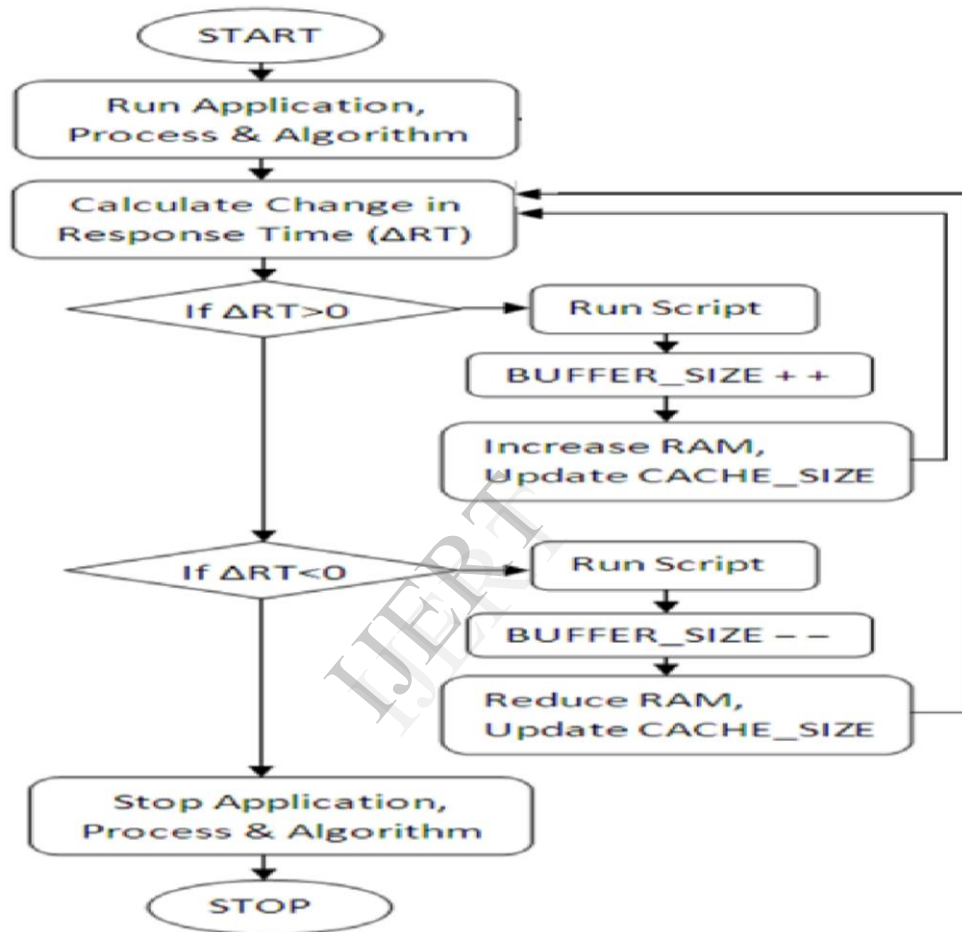 START
Run Application,
Process & Algorithm
Calculate Change in
Response Time (ΔRT)
If ΔRT>0
Run Script
BUFFER_SIZE + +
Increase RAM,
Update CACHE_SIZE
If ΔRT<0
Run Script
BUFFER_SIZE – –
Reduce RAM,
Update CACHE_SIZE
Stop Application,
Process & Algorithm
STOP
IJERT